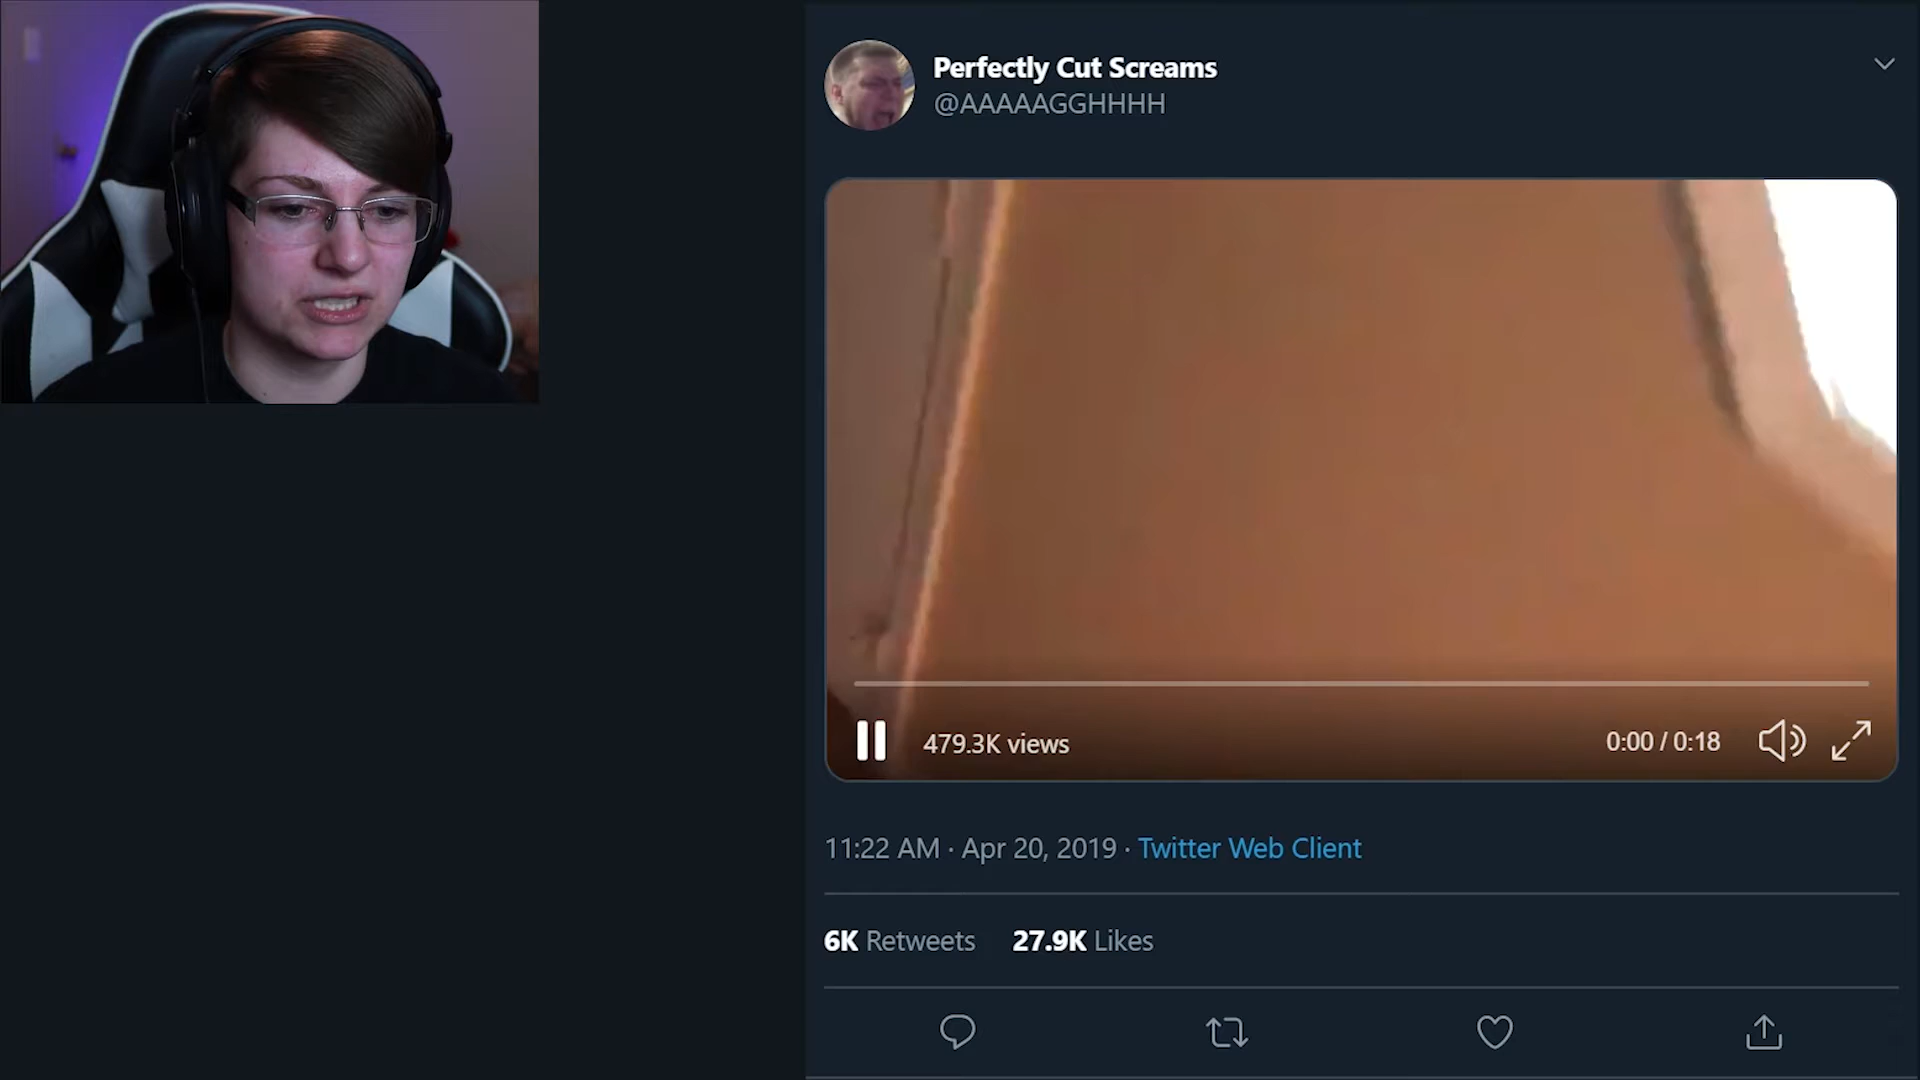 Perfectly Cut Screams
@AAAAAGGHHHH
479.3K views
0:00 / 0:18
11:22 AM · Apr 20, 2019 · Twitter Web Client
6K Retweets 27.9K Likes